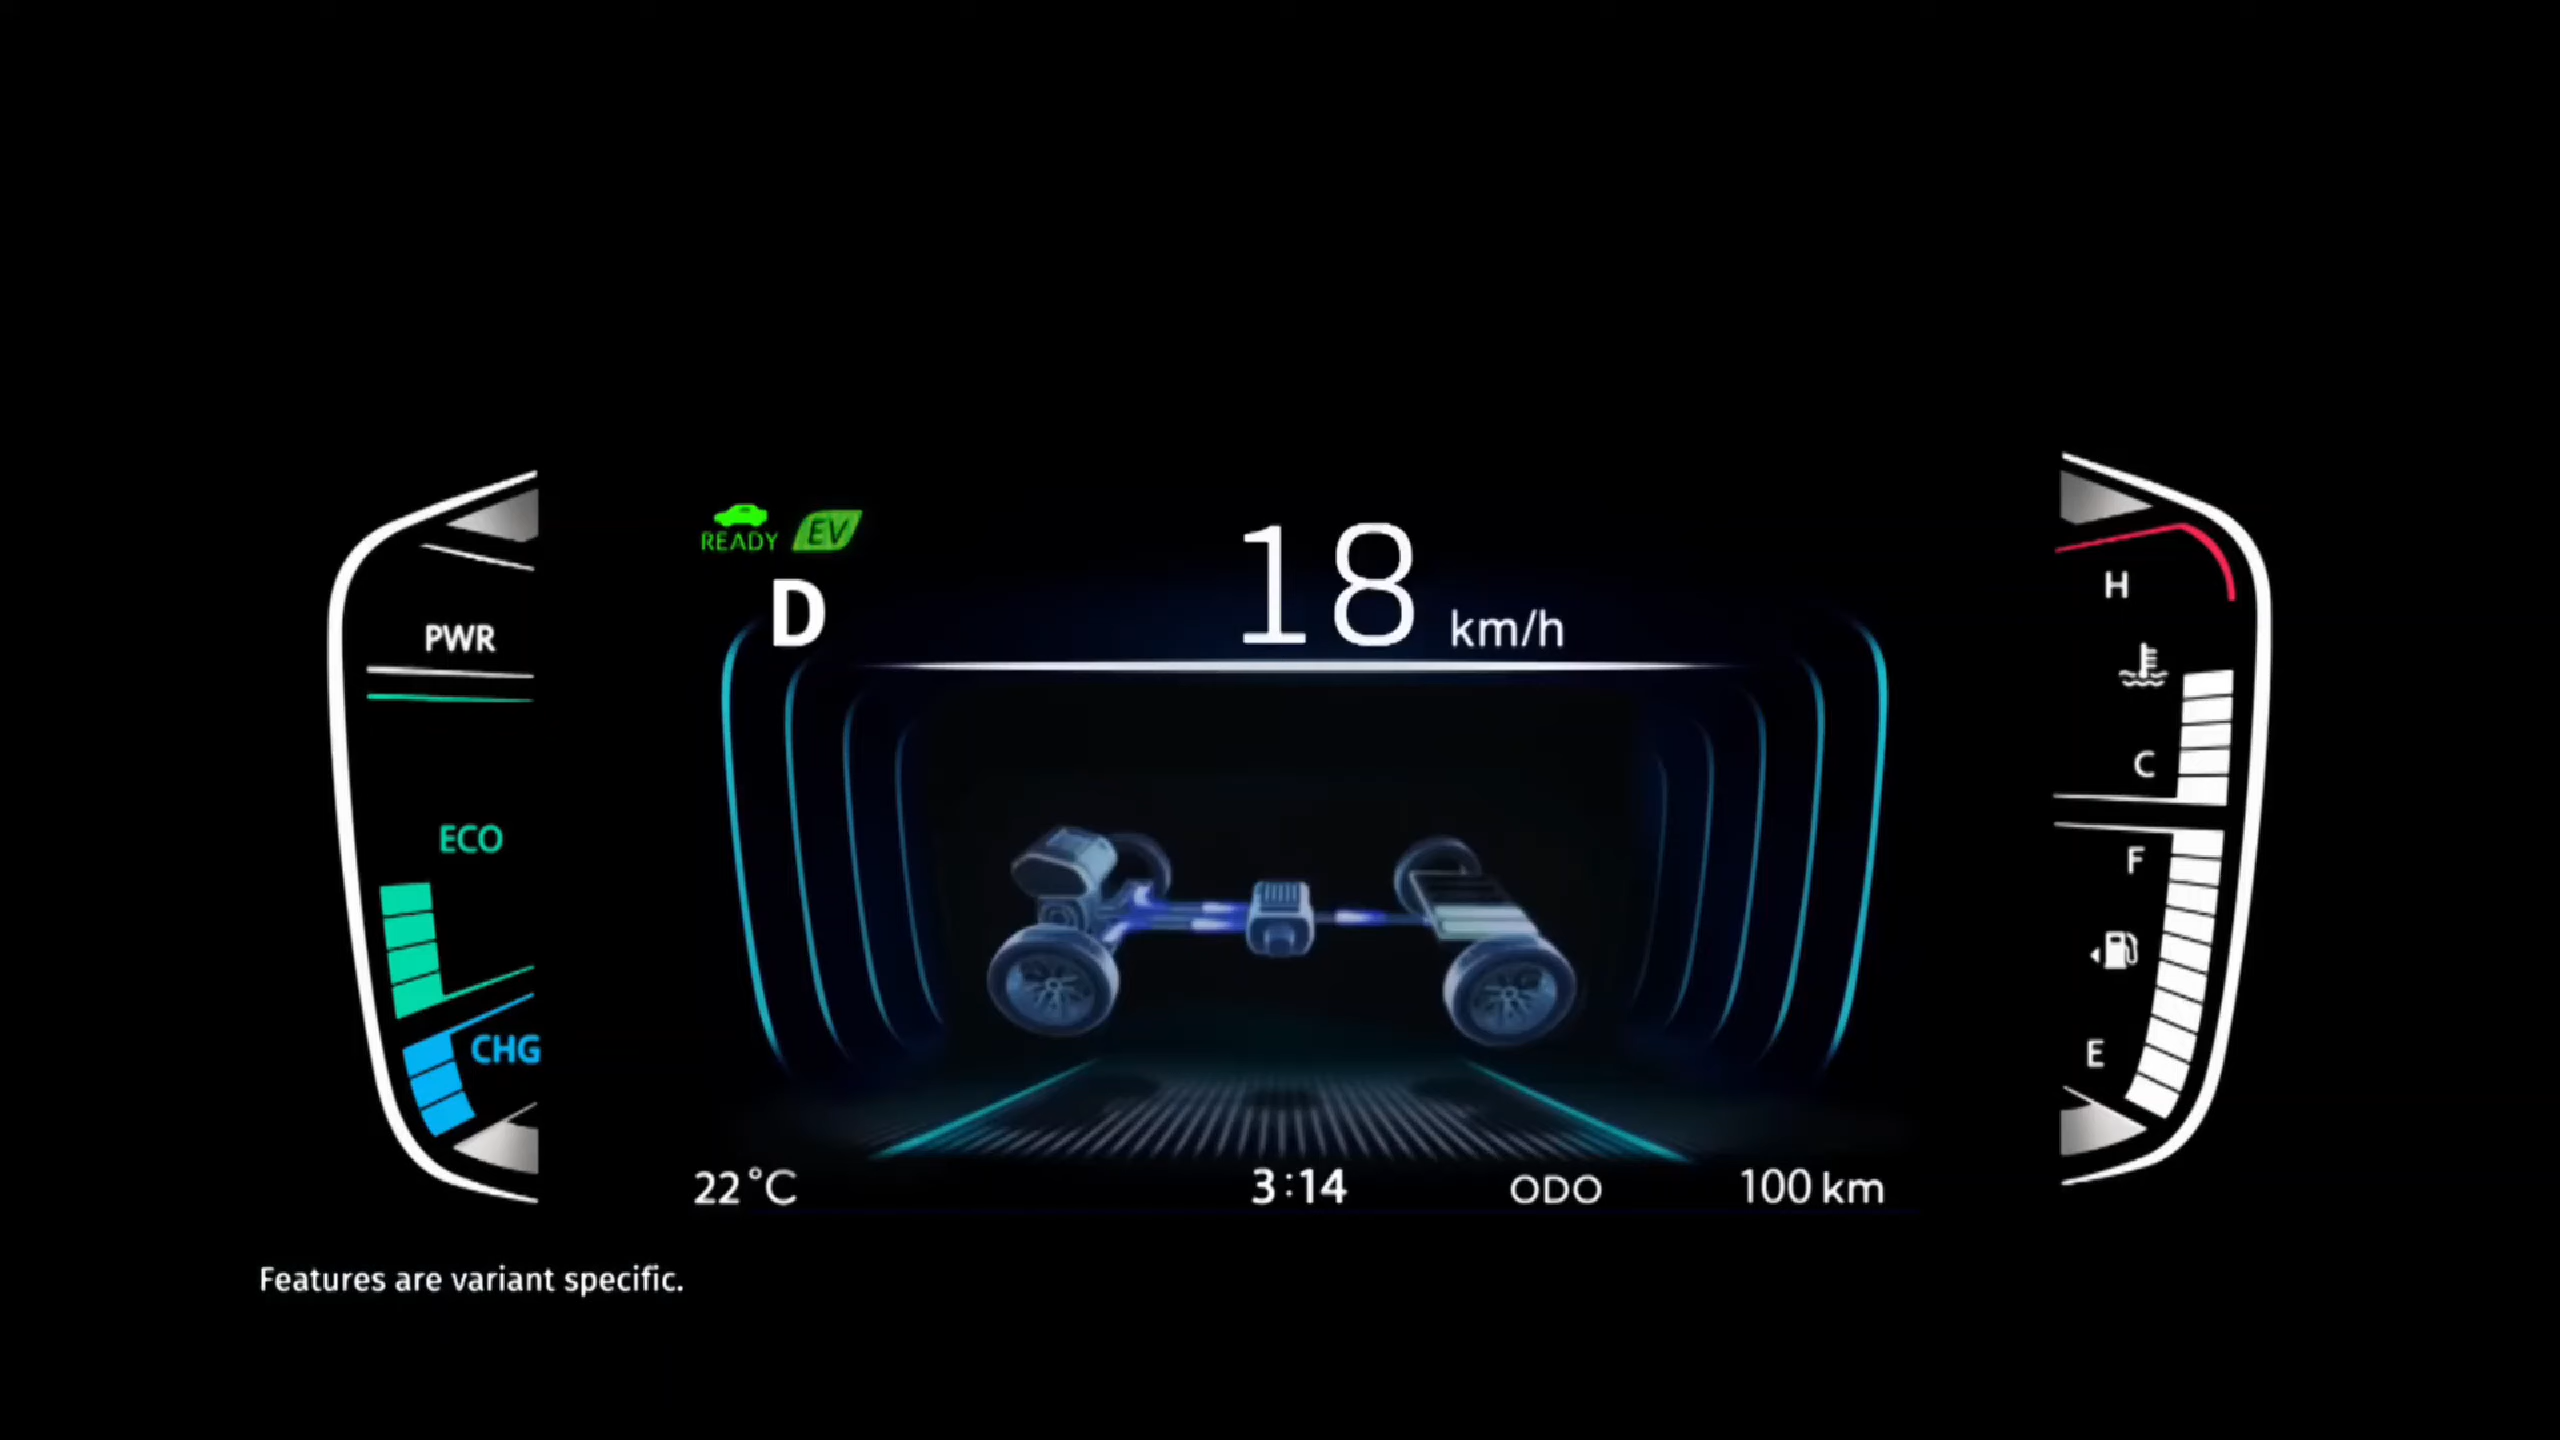 READY EV
18 km/h
D
PWR
ECO
CHG
H
C
F
E
22°C 3:14 ODO 100 km
Features are variant specific.